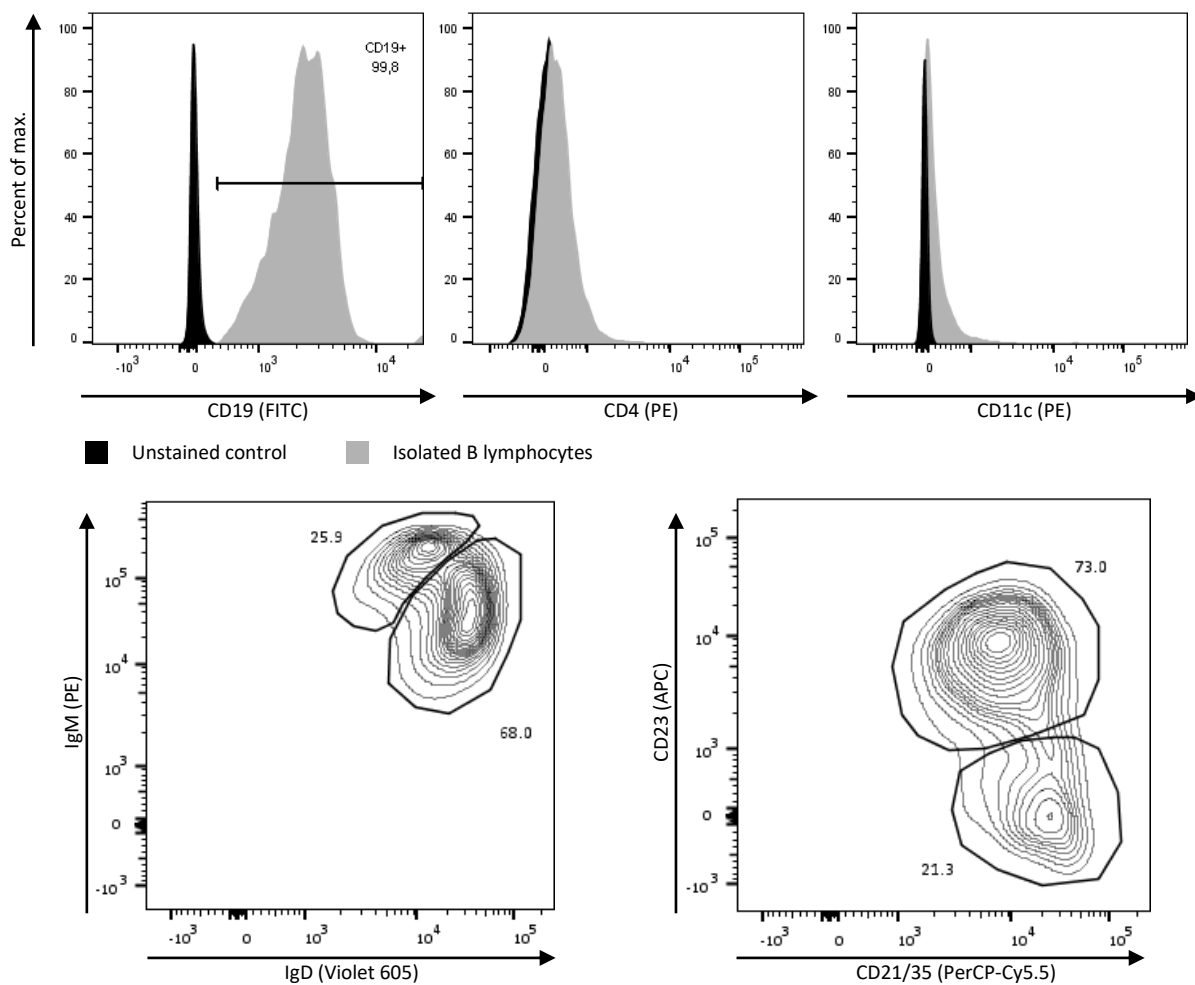 Percent of max.
100
80
60
40
20
0
CD19+
99,8
-10³ 0 10³ 10⁴
CD19 (FITC)
100
80
60
40
20
0
0 10⁴ 10⁵
CD4 (PE)
100
80
60
40
20
0
0 10⁴ 10⁵
CD11c (PE)
Unstained control
Isolated B lymphocytes
IgM (PE)
10⁵
10⁴
10³
0
-10³
25.9
68.0
-10³ 0 10³ 10⁴ 10⁵
IgD (Violet 605)
CD23 (APC)
10⁵
10⁴
10³
0
-10³
73.0
21.3
-10³ 0 10³ 10⁴ 10⁵
CD21/35 (PerCP-Cy5.5)